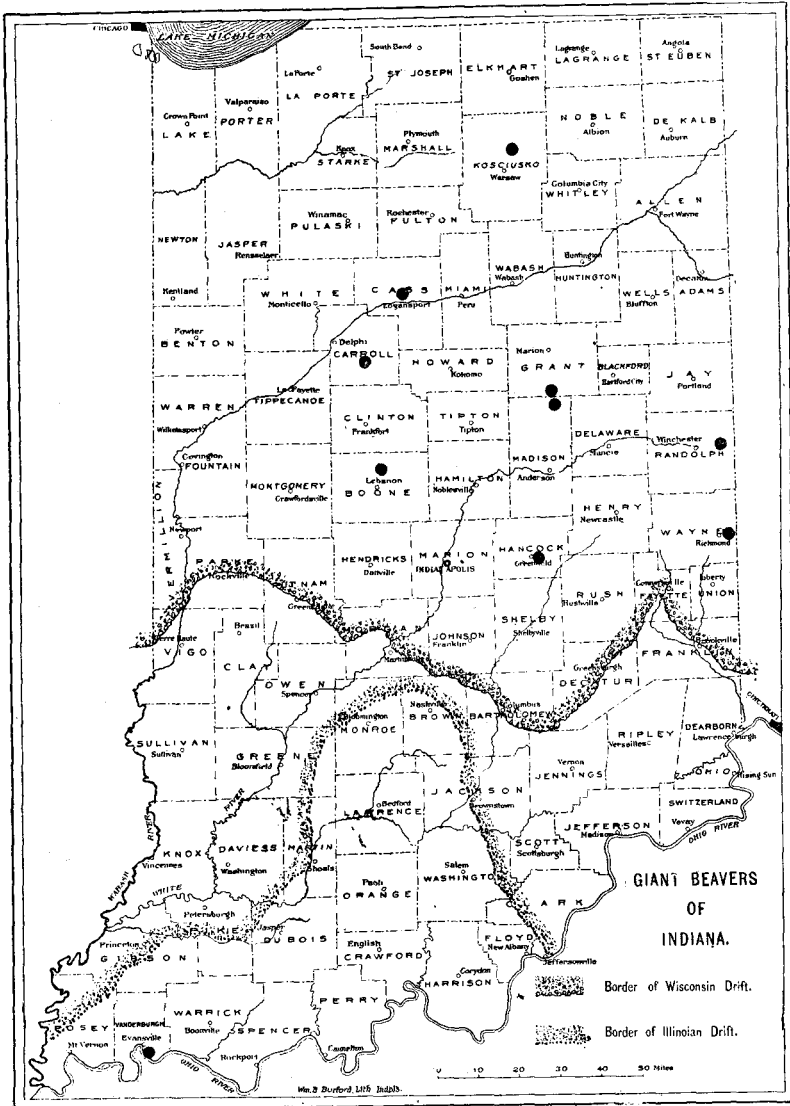 CHICAGO
LAKE MICHIGAN
South Bend
ST JOSEPH
ELKHART
Goshen
Lagrange
LAGRANGE
Angola
STEUBEN
LaPorte
LA PORTE
Valparaiso
PORTER
Crown Point
LAKE
Knox
STARKE
Plymouth
MARSHALL
KOSCIUSKO
Warsaw
NOBLE
Albion
DE KALB
Auburn
Columbia City
WHITLEY
ALLEN
Fort Wayne
NEWTON
Kentland
JASPER
Rensselaer
Winamac
PULASKI
Rochester
FULTON
WHITE
Monticello
CASS
Logansport
MIAMI
Peru
WABASH
Wabash
Huntington
HUNTINGTON
WELLS
Bluffton
Decatur
ADAMS
Fowler
BENTON
Delphi
CARROLL
HOWARD
Kokomo
Marion
GRANT
BLACKFORD
Hartford City
JAY
Portland
WARREN
Williamsport
La Fayette
TIPPECANOE
CLINTON
Frankfort
TIPTON
Tipton
MADISON
Anderson
DELAWARE
Muncie
Winchester
RANDOLPH
Covington
FOUNTAIN
MONTGOMERY
Crawfordsville
Lebanon
BOONE
HAMILTON
Noblesville
HENRY
Newcastle
WAYNE
Richmond
VERMILLION
Newport
PARKE
Rockville
HENDRICKS
Danville
MARION
INDIANAPOLIS
HANCOCK
Greenfield
RUSH
Rushville
FAYETTE
Liberty
UNION
VIGO
Brazil
CLAY
OWEN
Spencer
JOHNSON
Franklin
SHELBY
Shelbyville
Greensburgh
DECATUR
FRANKLIN
Brookville
SULLIVAN
Sullivan
GREENE
Bloomfield
Bloomington
MONROE
Nashville
BROWN
Columbus
BARTHOLOMEW
RIPLEY
Versailles
DEARBORN
Lawrenceburgh
CINCINNATI
OHIO
Rising Sun
Vernon
JENNINGS
JACKSON
Brownstown
Bedford
LAWRENCE
SWITZERLAND
Vevay
OHIO RIVER
JEFFERSON
Madison
SCOTT
Scottsburgh
WABASH RIVER
KNOX
Vincennes
RIVER
DAVIESS
Washington
MARTIN
Shoals
Paoli
ORANGE
Salem
WASHINGTON
CLARK
WHITE
Petersburgh
PIKE
Princeton
GIBSON
Jasper
DUBOIS
English
CRAWFORD
Corydon
HARRISON
FLOYD
New Albany
Jeffersonville
POSEY
Mt Vernon
VANDERBURGH
Evansville
WARRICK
Boonville
SPENCER
Rockport
PERRY
Cannelton
OHIO RIVER
GIANT BEAVERS
OF
INDIANA.
Border of Wisconsin Drift.
Border of Illinoian Drift.
0 10 20 30 40 50 Miles
Wm. B. Burford, Lith Indpls.